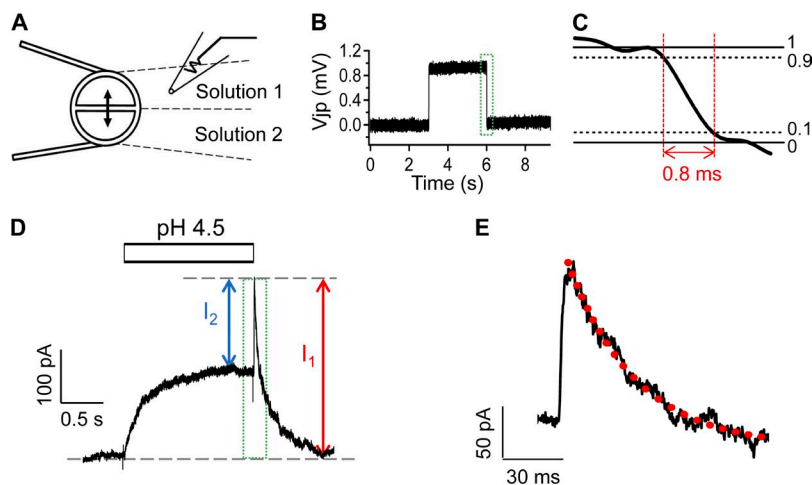 A
Solution 1
Solution 2
B
Vjp (mV)
1.2
0.8
0.4
0.0
0 2 4 6 8
Time (s)
C
1
0.9
0.1
0
0.8 ms
D
pH 4.5
I2
I1
100 pA
0.5 s
E
50 pA
30 ms